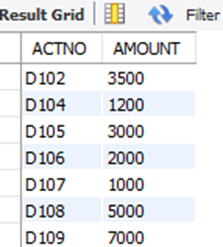 Result Grid Filter
ACTNO AMOUNT
D102 3500
D104 1200
D105 3000
D106 2000
D107 1000
D108 5000
D109 7000